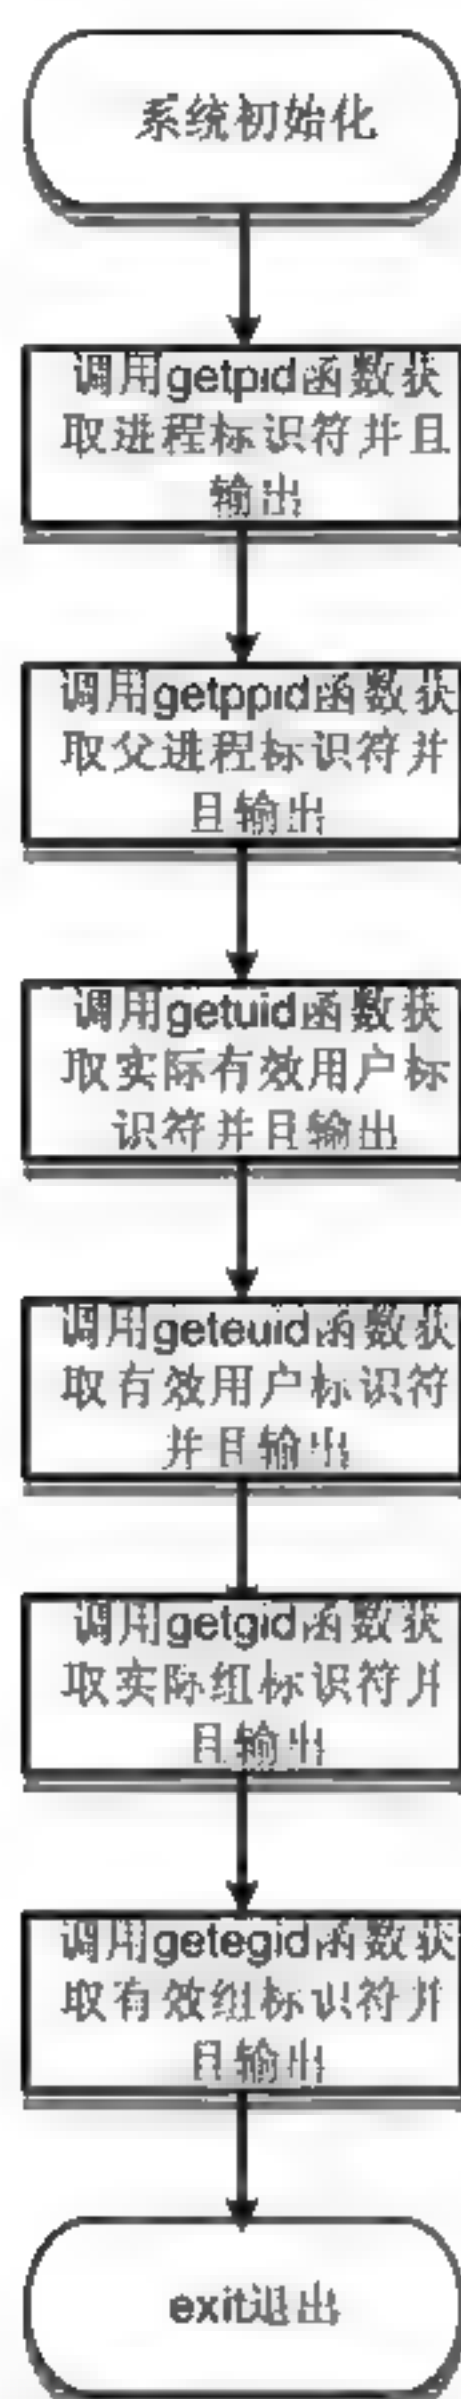 系统初始化
调用getpid函数获
取进程标识符并且
输出
调用getppid函数获
取父进程标识符并
且输出
调用getuid函数获
取实际有效用户标
识符并且输出
调用geteuid函数获
取有效用户标识符
并且输出
调用getgid函数获
取实际组标识符并
且输出
调用getegid函数获
取有效组标识符并
且输出
exit退出